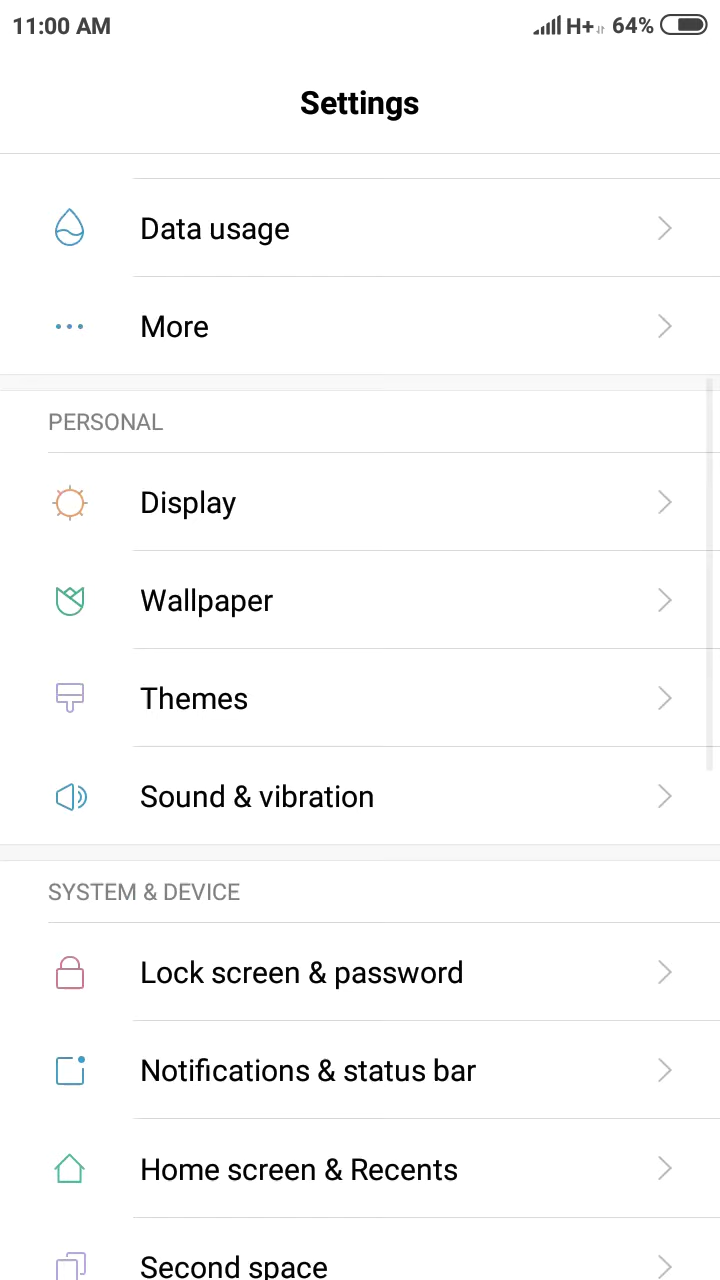 11:00 AM H+ 64%
Settings
Data usage
More
PERSONAL
Display
Wallpaper
Themes
Sound & vibration
SYSTEM & DEVICE
Lock screen & password
Notifications & status bar
Home screen & Recents
Second space